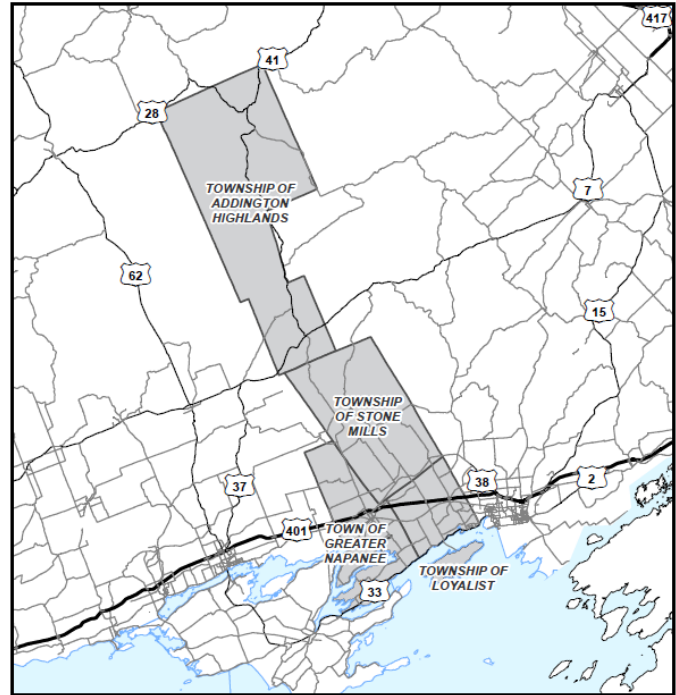 417
41
28
TOWNSHIP OF
ADDINGTON
HIGHLANDS
7
62
15
TOWNSHIP
OF STONE
MILLS
37
38
2
401
TOWN OF
GREATER
NAPANEE
TOWNSHIP OF
LOYALIST
33